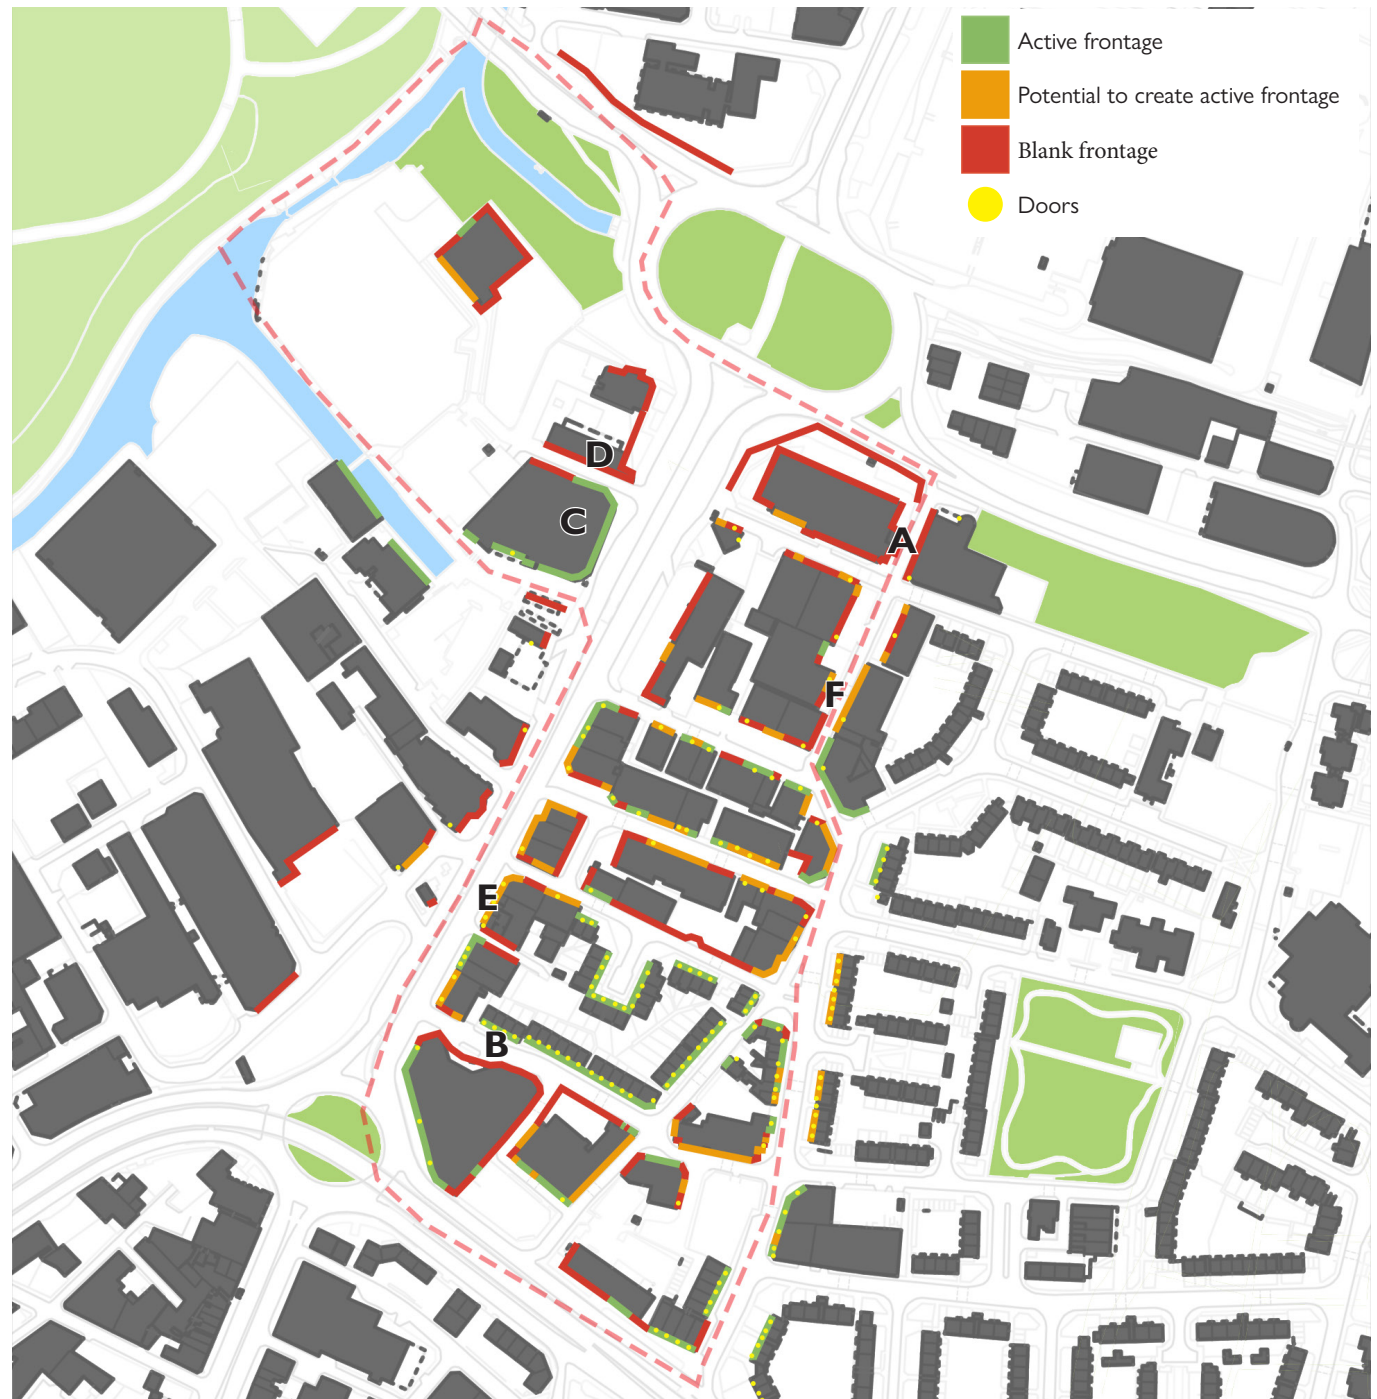 Active frontage
Potential to create active frontage
Blank frontage
Doors
D
C
A
F
E
B